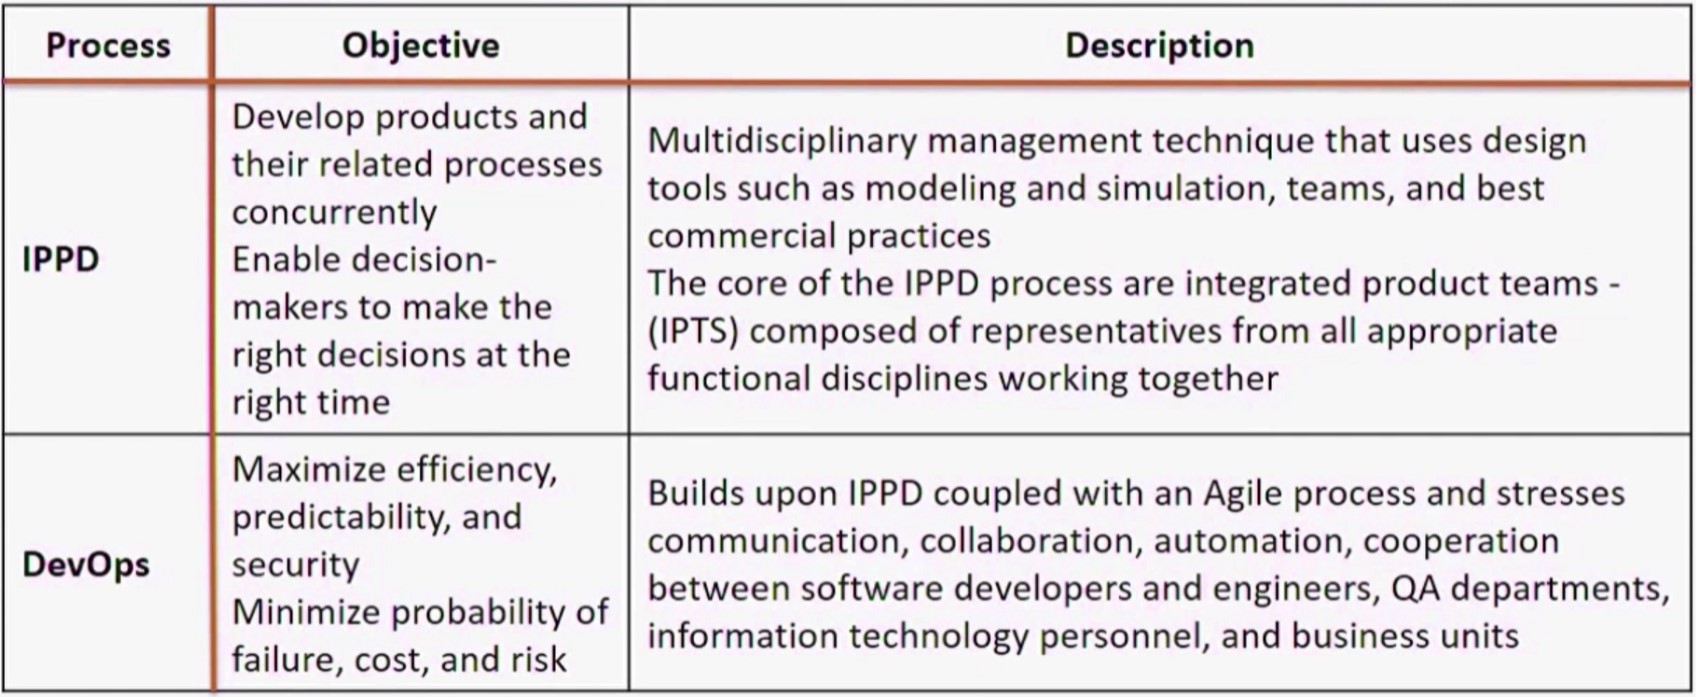 Process
Objective
Description
IPPD
Develop products and
their related processes
concurrently
Enable decision-
makers to make the
right decisions at the
right time
Multidisciplinary management technique that uses design
tools such as modeling and simulation, teams, and best
commercial practices
The core of the IPPD process are integrated product teams -
(IPTS) composed of representatives from all appropriate
functional disciplines working together
DevOps
Maximize efficiency,
predictability, and
security
Minimize probability of
failure, cost, and risk
Builds upon IPPD coupled with an Agile process and stresses
communication, collaboration, automation, cooperation
between software developers and engineers, QA departments,
information technology personnel, and business units